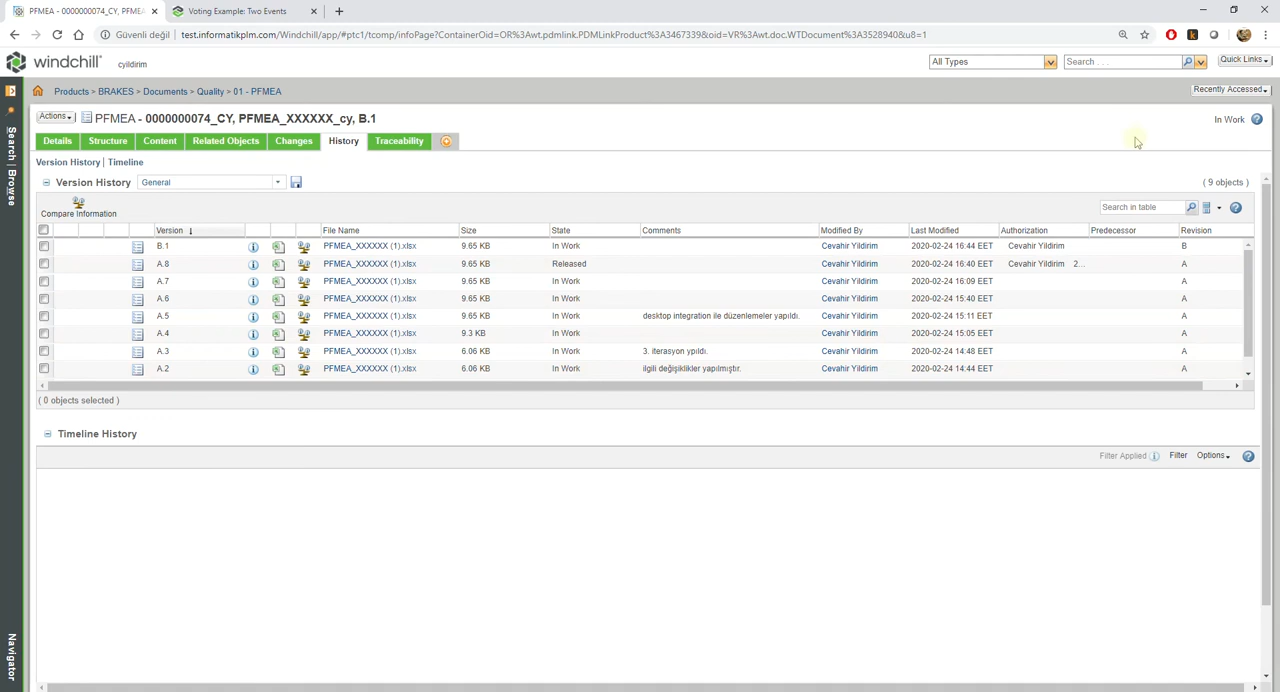 PFMEA - 0000000074_CY, PFMEA
Voting Example: Two Events
Güvenli değil | test.informatikplm.com/Windchill/app/#ptc1/tcomp/infoPage?ContainerOid=OR%3Awt.pdmlink.PDMLinkProduct%3A3467339&oid=VR%3Awt.doc.WTDocument%3A3528940&u8=1
windchill® cyildirim
All Types Search . . . Quick Links
Products > BRAKES > Documents > Quality > 01 - PFMEA Recently Accessed
Actions PFMEA - 0000000074_CY, PFMEA_XXXXXX_cy, B.1 In Work
Details Structure Content Related Objects Changes History Traceability
Search | Browse
Version History | Timeline
Version History General ( 9 objects )
Compare Information Search in table
Version File Name Size State Comments Modified By Last Modified Authorization Predecessor Revision
B.1 PFMEA_XXXXXX (1).xlsx 9.65 KB In Work Cevahir Yildirim 2020-02-24 16:44 EET Cevahir Yildirim B
A.8 PFMEA_XXXXXX (1).xlsx 9.65 KB Released Cevahir Yildirim 2020-02-24 16:40 EET Cevahir Yildirim 2... A
A.7 PFMEA_XXXXXX (1).xlsx 9.65 KB In Work Cevahir Yildirim 2020-02-24 16:09 EET A
A.6 PFMEA_XXXXXX (1).xlsx 9.65 KB In Work Cevahir Yildirim 2020-02-24 15:40 EET A
A.5 PFMEA_XXXXXX (1).xlsx 9.65 KB In Work desktop integration ile düzenlemeler yapıldı. Cevahir Yildirim 2020-02-24 15:11 EET A
A.4 PFMEA_XXXXXX (1).xlsx 9.3 KB In Work Cevahir Yildirim 2020-02-24 15:05 EET A
A.3 PFMEA_XXXXXX (1).xlsx 6.06 KB In Work 3. iterasyon ypıldı. Cevahir Yildirim 2020-02-24 14:48 EET A
A.2 PFMEA_XXXXXX (1).xlsx 6.06 KB In Work ilgili değişiklikler yapılmıştır. Cevahir Yildirim 2020-02-24 14:44 EET A
( 0 objects selected )
Timeline History
Filter Applied Filter Options
Navigator